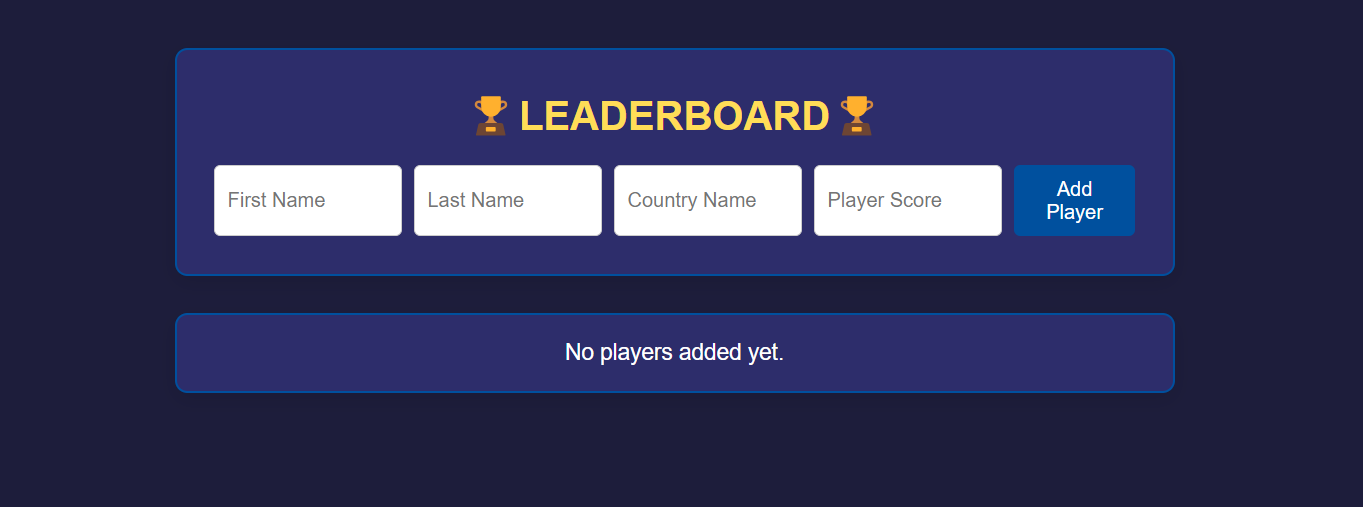 🏆 LEADERBOARD 🏆
First Name
Last Name
Country Name
Player Score
Add
Player
No players added yet.